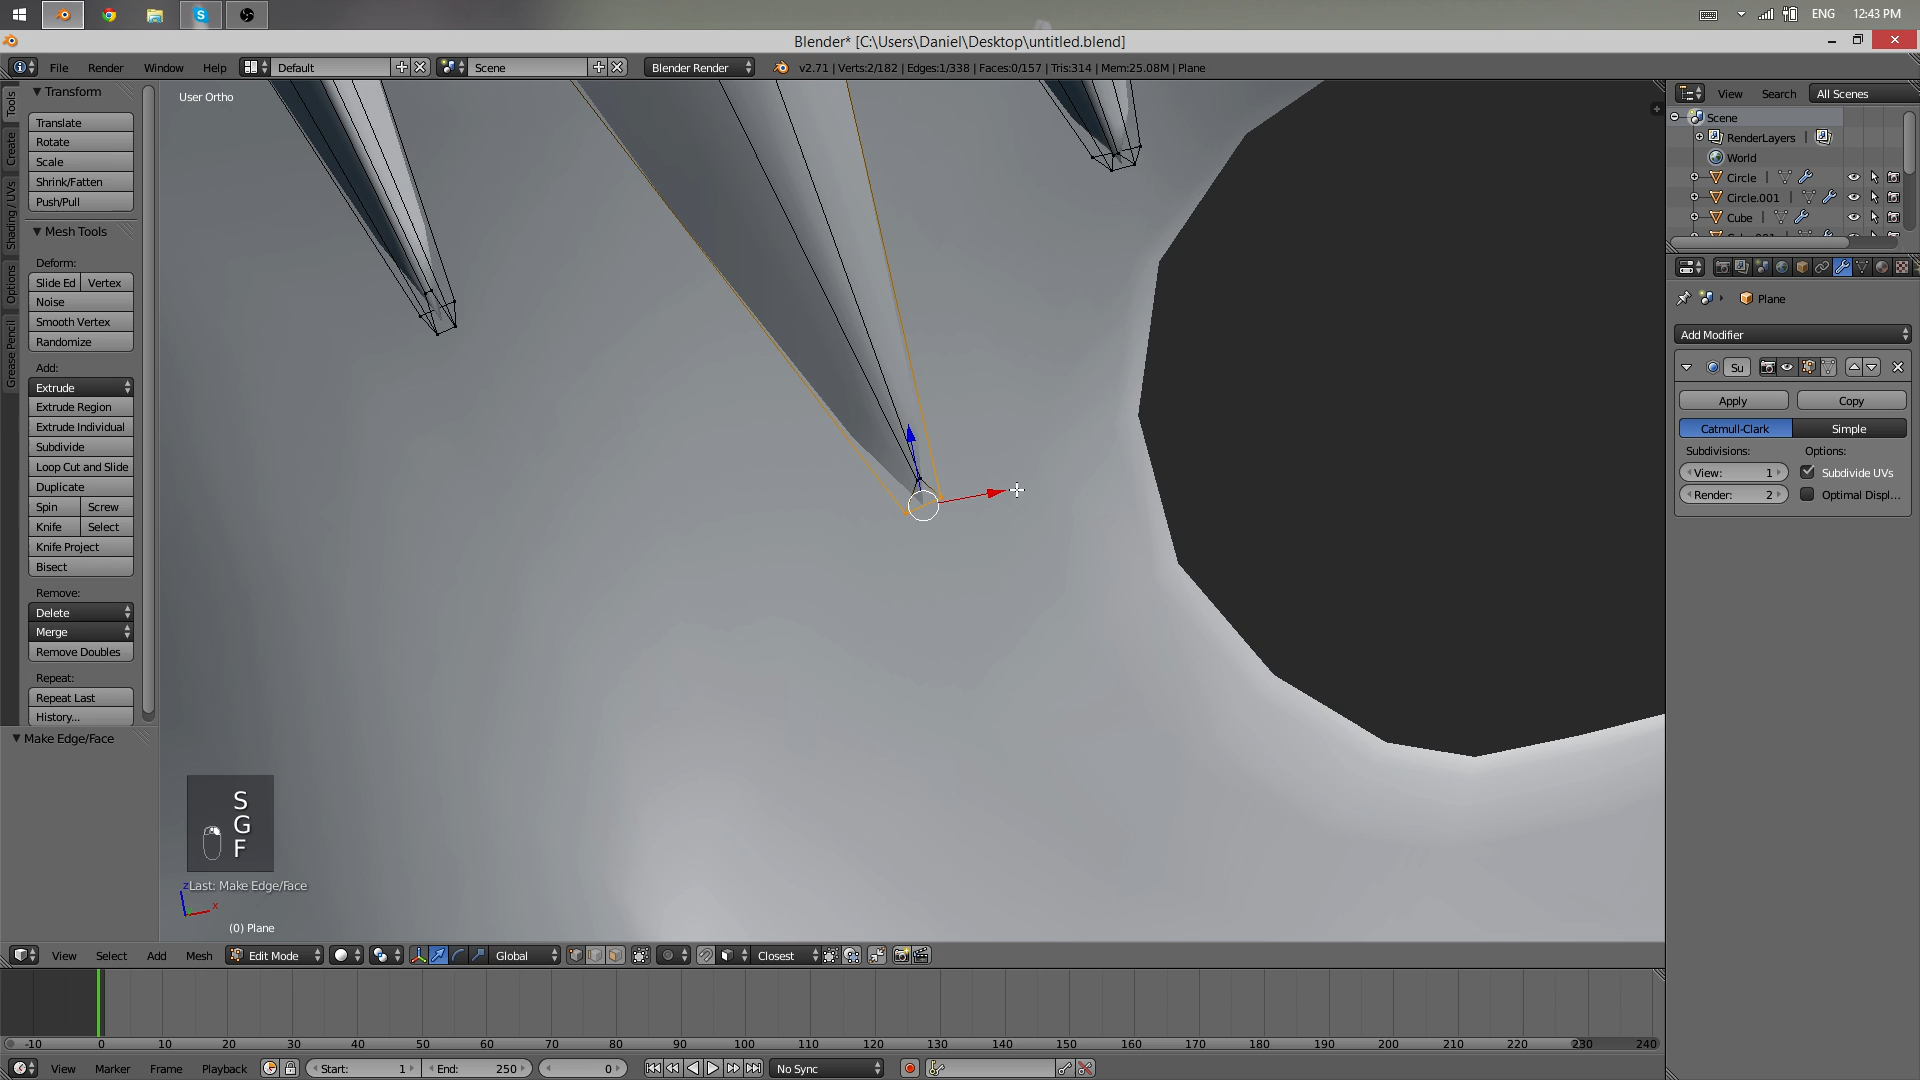 ENG 12:43 PM
Blender* [C:\Users\Daniel\Desktop\untitled.blend]
File Render Window Help Default Scene Blender Render v2.71 | Verts:2/182 | Edges:1/338 | Faces:0/157 | Tris:314 | Mem:25.08M | Plane
Tools
Create
Shading / UVs
Options
Grease Pencil
Transform
Translate
Rotate
Scale
Shrink/Fatten
Push/Pull
Mesh Tools
Deform:
Slide Ed Vertex
Noise
Smooth Vertex
Randomize
Add:
Extrude
Extrude Region
Extrude Individual
Subdivide
Loop Cut and Slide
Duplicate
Spin Screw
Knife Select
Knife Project
Bisect
Remove:
Delete
Merge
Remove Doubles
Repeat:
Repeat Last
History...
Make Edge/Face
User Ortho
S
G
F
Last: Make Edge/Face
z
x
(0) Plane
View Search All Scenes
Scene
RenderLayers
World
Circle
Circle.001
Cube
Plane
Add Modifier
Su
Apply Copy
Catmull-Clark Simple
Subdivisions: Options:
View: 1 Subdivide UVs
Render: 2 Optimal Displ...
View Select Add Mesh Edit Mode Global Closest
-10 0 10 20 30 40 50 60 70 80 90 100 110 120 130 140 150 160 170 180 190 200 210 220 230 240
View Marker Frame Playback Start: 1 End: 250 0 No Sync